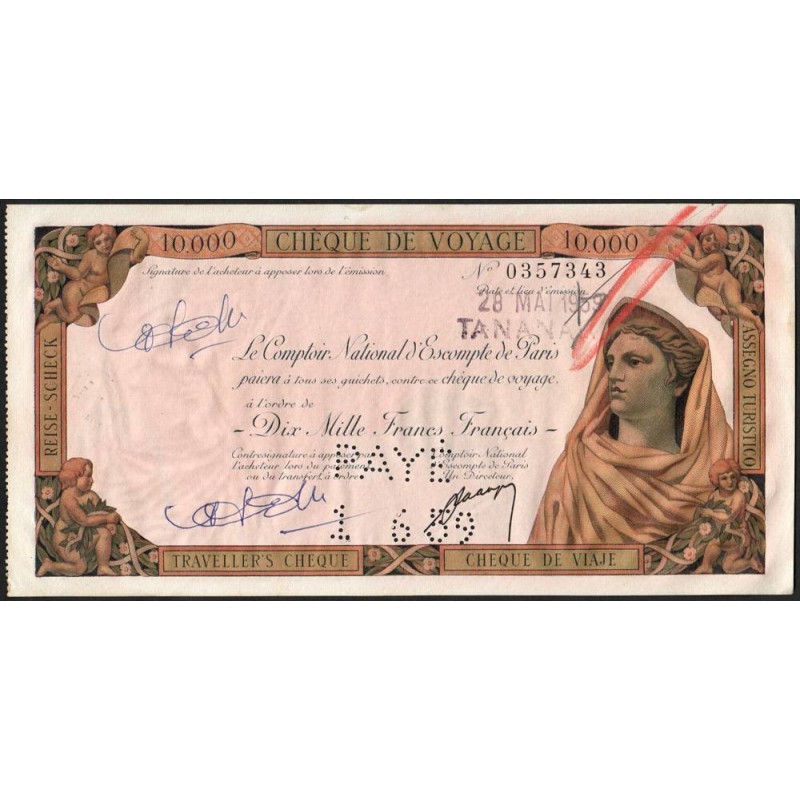 10.000 CHÈQUE DE VOYAGE 10.000
Signature de l'acheteur à apposer lors de l'émission
No 0357343
Date et lieu d'émission
28 MAI 1959
TANANA
Le Comptoir National d'Escompte de Paris
paiera à tous ses guichets, contre ce chèque de voyage,
à l'ordre de
- Dix Mille Francs Français -
Contresignature à apposer par
l'acheteur lors du paiement
ou du transfert à ordre
Comptoir National
d'Escompte de Paris
Un Directeur,
PAYÉ
1 6 59
REISE-SCHECK
ASSEGNO TURISTICO
TRAVELLER'S CHEQUE
CHEQUE DE VIAJE